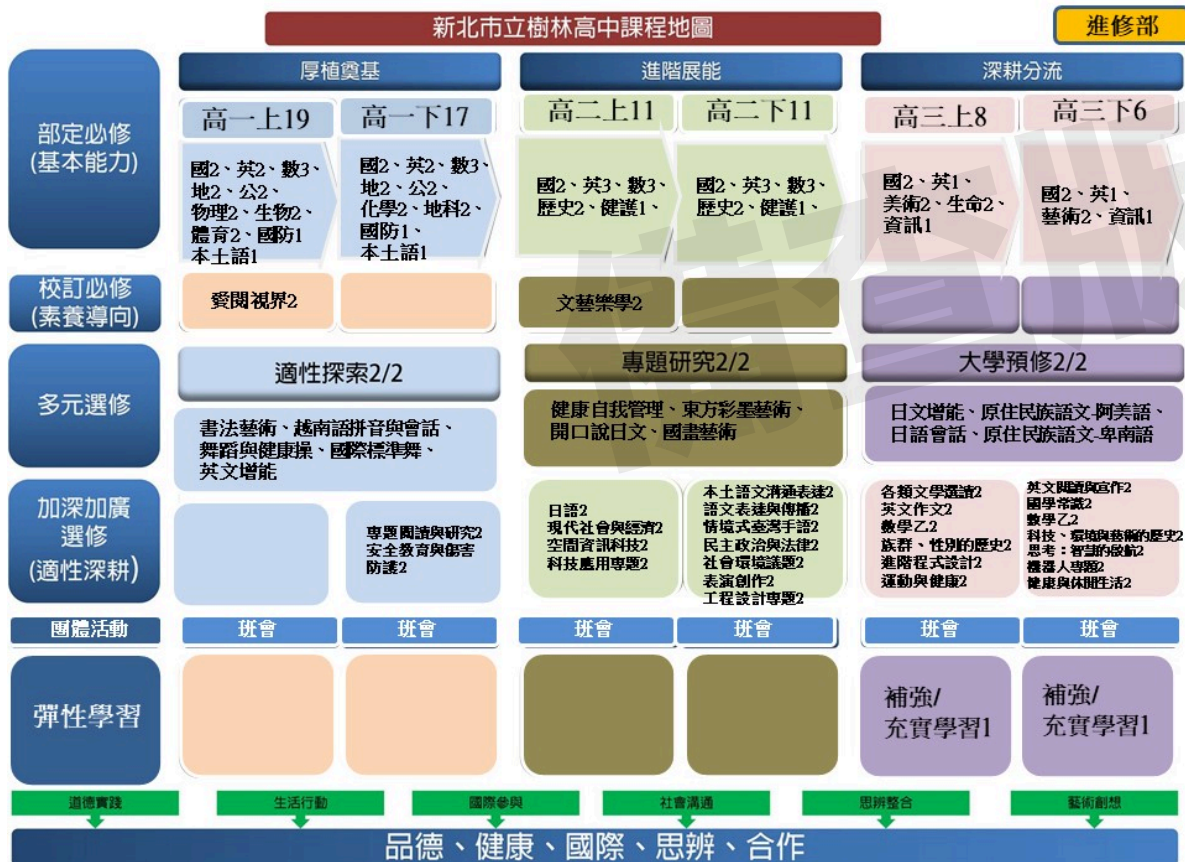 新北市立樹林高中課程地圖
進修部
厚植奠基
進階展能
深耕分流
部定必修
(基本能力)
高一上19
高一下17
高二上11
高二下11
高三上8
高三下6
國2、英2、數3、
地2、公2、
物理2、生物2、
體育2、國防1
本土語1
國2、英2、數3、
地2、公2、
化學2、地科2、
國防1、
本土語1
國2、英3、數3、
歷史2、健護1、
國2、英3、數3、
歷史2、健護1、
國2、英1、
美術2、生命2、
資訊1
國2、英1、
藝術2、資訊1
校訂必修
(素養導向)
愛閱視界2
文藝樂學2
多元選修
適性探索2/2
專題研究2/2
大學預修2/2
書法藝術、越南語拼音與會話、
舞蹈與健康操、國際標準舞、
英文增能
健康自我管理、東方彩墨藝術、
開口說日文、國畫藝術
日文增能、原住民族語文-阿美語、
日語會話、原住民族語文-卑南語
加深加廣
選修
(適性深耕)
專題閱讀與研究2
安全教育與傷害
防護2
日語2
現代社會與經濟2
空間資訊科技2
科技應用專題2
本土語文溝通表達2
語文表達與傳播2
情境式臺灣手語2
民主政治與法律2
社會環境議題2
表演創作2
工程設計專題2
各類文學選讀2
英文作文2
數學乙2
族群、性別的歷史2
進階程式設計2
運動與健康2
英文閱讀與寫作2
國學常識2
數學乙2
科技、環境與藝術的歷史2
思考：智慧的啟航2
機器人專題2
健康與休閒生活2
團體活動
班會
班會
班會
班會
班會
班會
彈性學習
補強/
充實學習1
補強/
充實學習1
道德實踐
生活行動
國際參與
社會溝通
思辨整合
藝術創想
品德、健康、國際、思辨、合作
備查版